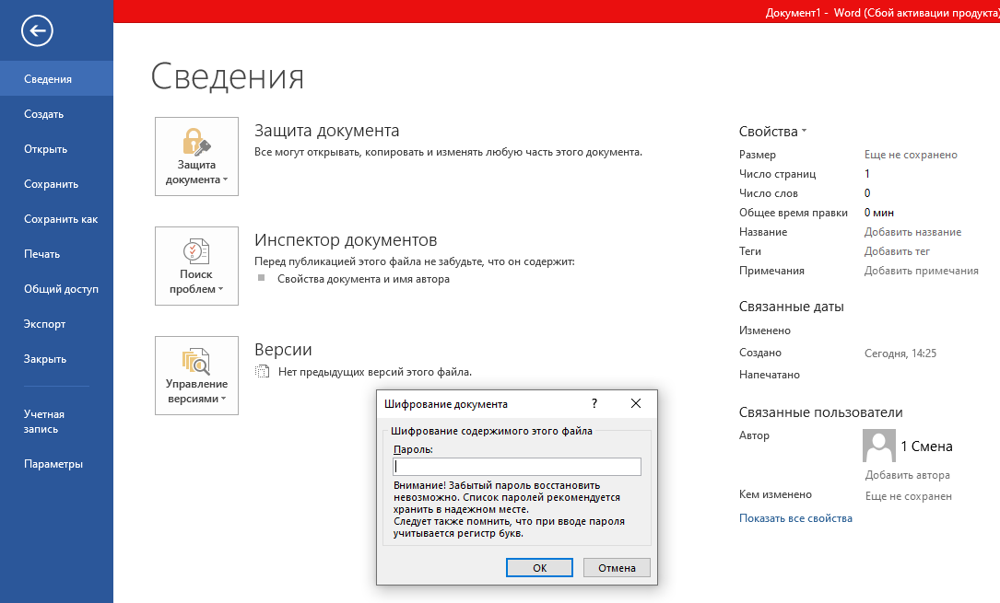 Документ1 - Word (Сбой активации продукта)
Сведения
Создать
Открыть
Сохранить
Сохранить как
Печать
Общий доступ
Экспорт
Закрыть
Учетная
запись
Параметры
Сведения
Защита
документа
Защита документа
Все могут открывать, копировать и изменять любую часть этого документа.
Поиск
проблем
Инспектор документов
Перед публикацией этого файла не забудьте, что он содержит:
Свойства документа и имя автора
Управление
версиями
Версии
Нет предыдущих версий этого файла.
Шифрование документа ?
Шифрование содержимого этого файла
Пароль:
Внимание! Забытый пароль восстановить
невозможно. Список паролей рекомендуется
хранить в надежном месте.
Следует также помнить, что при вводе пароля
учитывается регистр букв.
ОК Отмена
Свойства
Размер Еще не сохранено
Число страниц 1
Число слов 0
Общее время правки 0 мин
Название Добавить название
Теги Добавить тег
Примечания Добавить примечания
Связанные даты
Изменено
Создано Сегодня, 14:25
Напечатано
Связанные пользователи
Автор 1 Смена
Добавить автора
Кем изменено Еще не сохранен
Показать все свойства